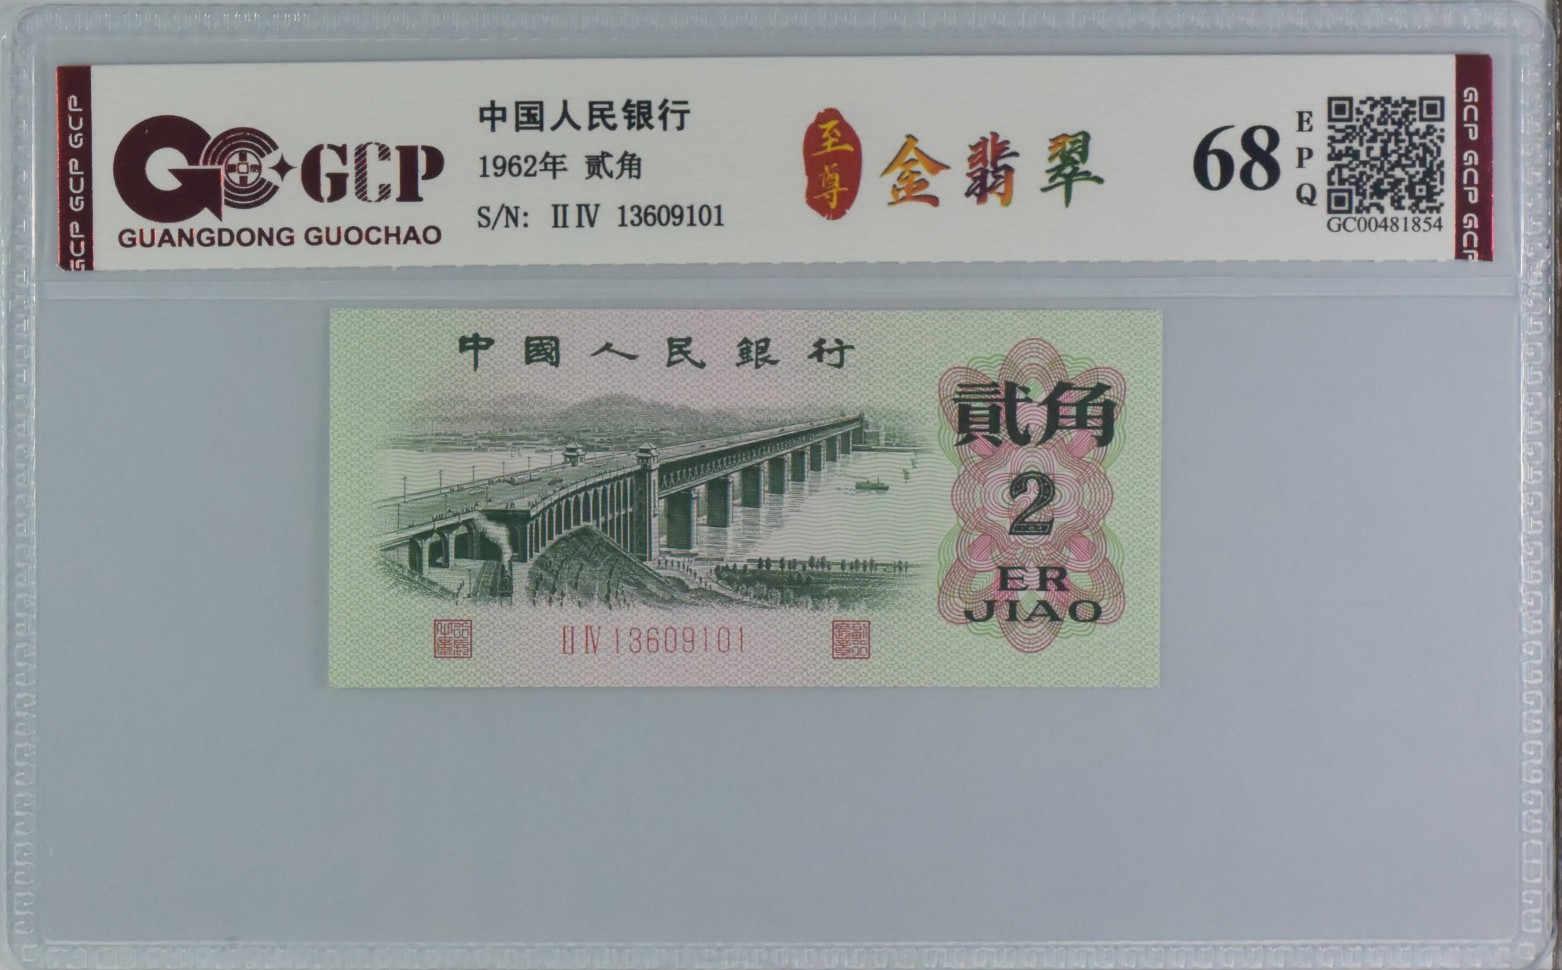 GCP GCP GCP
GCP
GUANGDONG GUOCHAO
中国人民银行
1962年 贰角
S/N: ⅡⅣ 13609101
至尊
金翡翠
68
EPQ
GC00481854
GCP GCP GCP
中國人民銀行
貳角
2
ER
JIAO
ⅡⅣ 13609101